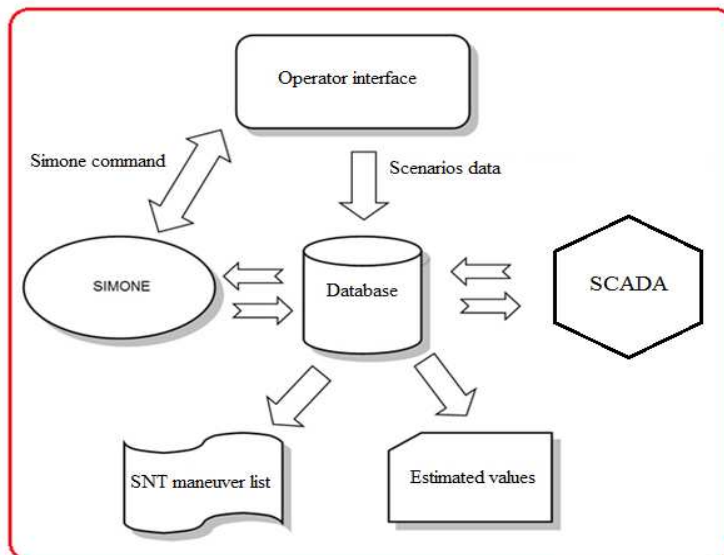 Operator interface
Simone command
Scenarios data
SIMONE
Database
SCADA
SNT maneuver list
Estimated values